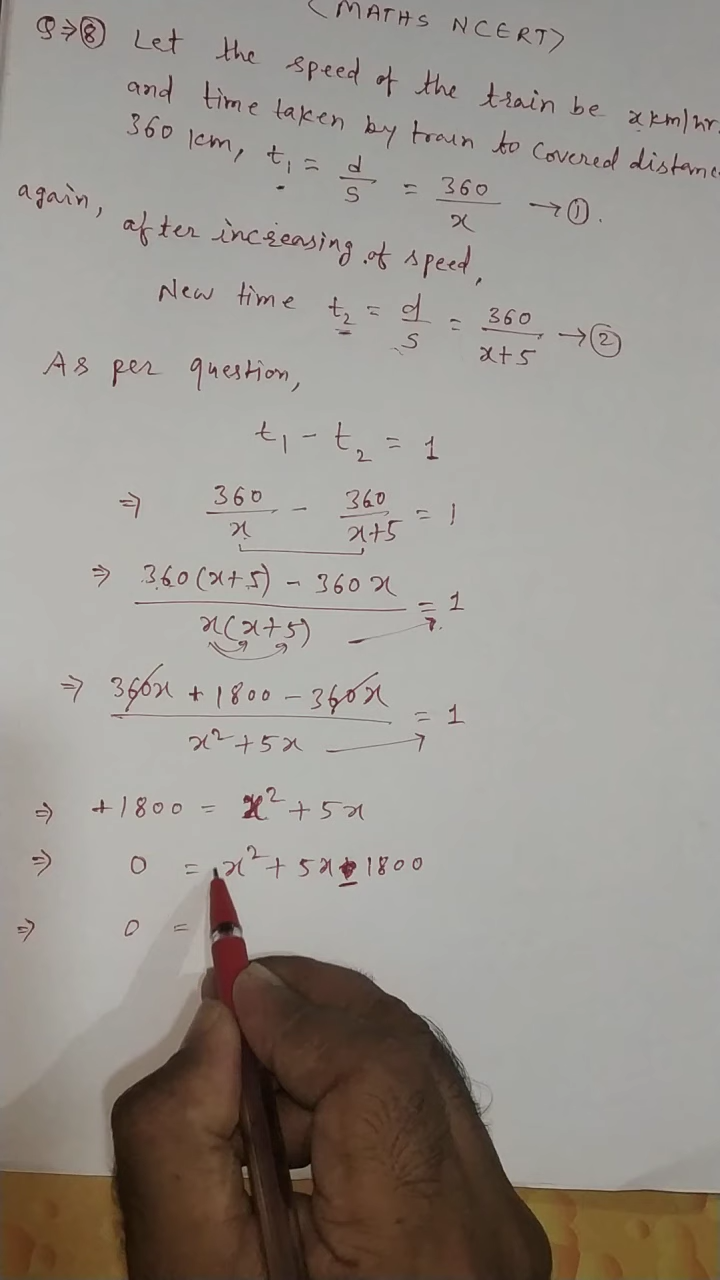 (MATHS NCERT)
Q⇒⑧ Let the speed of the train be x km/hr.
and time taken by train to covered distance
360 km, t₁ = d/s = 360/x → ①.
again, after increasing of speed,
New time t₂ = d/s = 360/(x+5) → ②
As per question,
t₁ - t₂ = 1
⇒ 360/x - 360/(x+5) = 1
⇒ (360(x+5) - 360x)/(x(x+5)) = 1
⇒ (360x + 1800 - 360x)/(x² + 5x) = 1
⇒ +1800 = x² + 5x
⇒ 0 = x² + 5x - 1800
⇒ 0 =